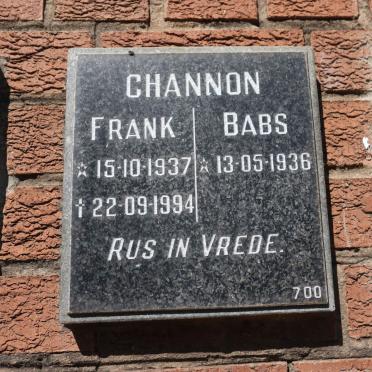 CHANNON
FRANK BABS
☆ 15-10-1937 ☆ 13-05-1936
✝ 22-09-1994
RUS IN VREDE.
700